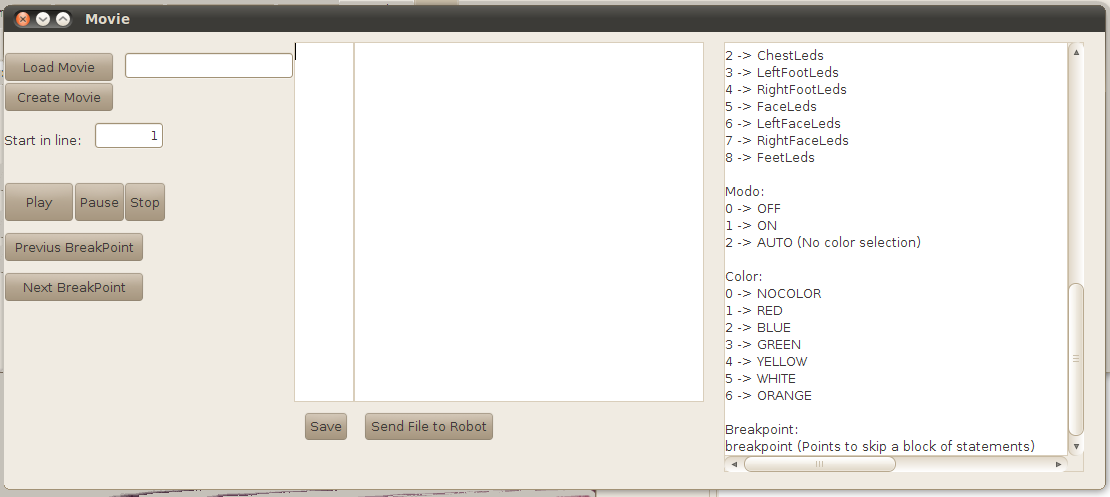 Movie
Load Movie
Create Movie
Start in line: 1
Play Pause Stop
Previus BreakPoint
Next BreakPoint
Save Send File to Robot
2 -> ChestLeds
3 -> LeftFootLeds
4 -> RightFootLeds
5 -> FaceLeds
6 -> LeftFaceLeds
7 -> RightFaceLeds
8 -> FeetLeds
Modo:
0 -> OFF
1 -> ON
2 -> AUTO (No color selection)
Color:
0 -> NOCOLOR
1 -> RED
2 -> BLUE
3 -> GREEN
4 -> YELLOW
5 -> WHITE
6 -> ORANGE
Breakpoint:
breakpoint (Points to skip a block of statements)